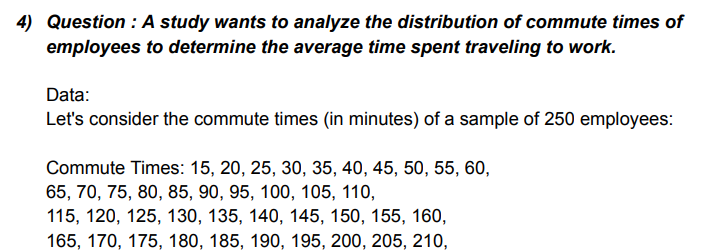 4) Question : A study wants to analyze the distribution of commute times of
employees to determine the average time spent traveling to work.
Data:
Let's consider the commute times (in minutes) of a sample of 250 employees:
Commute Times: 15, 20, 25, 30, 35, 40, 45, 50, 55, 60,
65, 70, 75, 80, 85, 90, 95, 100, 105, 110,
115, 120, 125, 130, 135, 140, 145, 150, 155, 160,
165, 170, 175, 180, 185, 190, 195, 200, 205, 210,